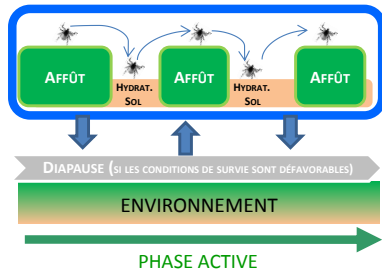 AFFÛT
HYDRAT.
SOL
AFFÛT
HYDRAT.
SOL
AFFÛT
DIAPAUSE (SI LES CONDITIONS DE SURVIE SONT DÉFAVORABLES)
ENVIRONNEMENT
PHASE ACTIVE